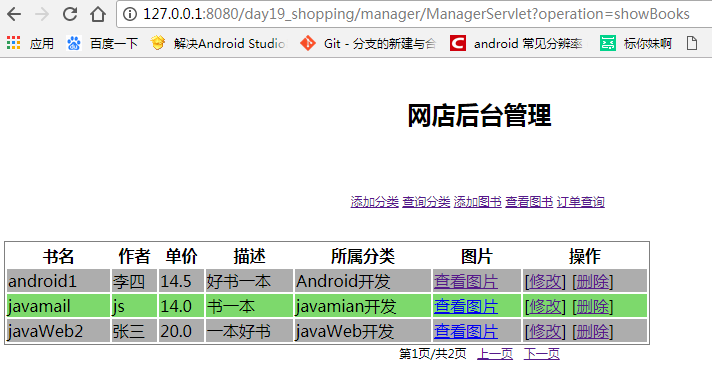 127.0.0.1:8080/day19_shopping/manager/ManagerServlet?operation=showBooks
应用 百度一下 解决Android Studio Git - 分支的新建与合 android 常见分辨率 标你妹啊
网店后台管理
添加分类 查询分类 添加图书 查看图书 订单查询
书名 作者 单价 描述 所属分类 图片 操作
android1 李四 14.5 好书一本 Android开发 查看图片 [修改] [删除]
javamail js 14.0 书一本 javamian开发 查看图片 [修改] [删除]
javaWeb2 张三 20.0 一本好书 javaWeb开发 查看图片 [修改] [删除]
第1页/共2页 上一页 下一页